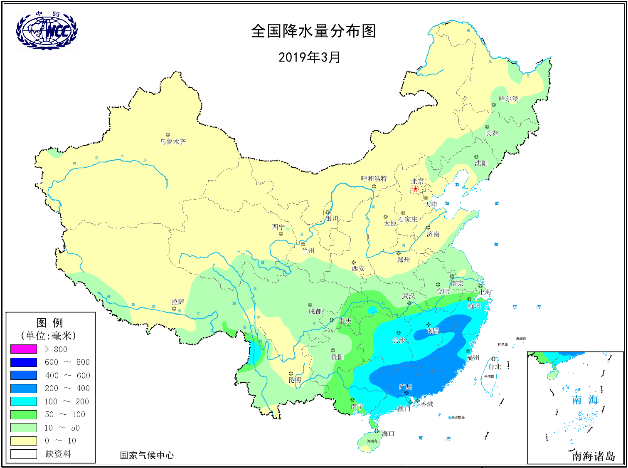 中 国
NCC
全国降水量分布图
2019年3月
哈尔滨
长春
沈阳
乌鲁木齐
呼和浩特
北京
天津
银川
太原
石家庄
济南
西宁
兰州
西安
郑州
拉萨
成都
武汉
合肥
南京
上海
杭州
重庆
长沙
南昌
贵阳
福州
昆明
台北
广州
南宁
香港
澳门
海口
图 例
(单位:毫米)
> 800
600 ~ 800
400 ~ 600
200 ~ 400
100 ~ 200
50 ~ 100
10 ~ 50
0 ~ 10
缺资料
国家气候中心
南 海
南海诸岛